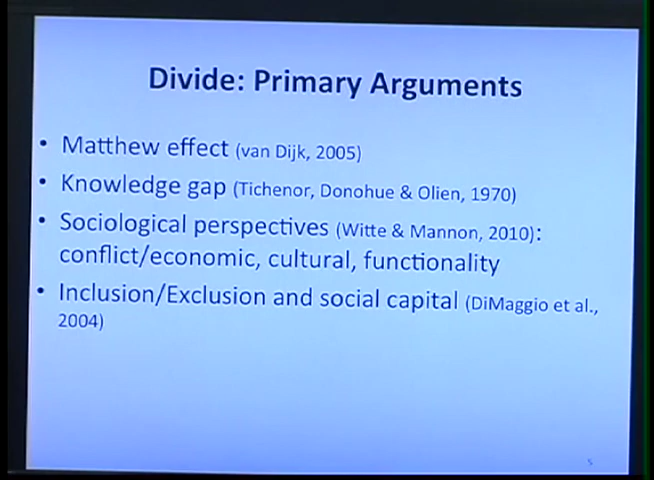 Divide: Primary Arguments
• Matthew effect (van Dijk, 2005)
• Knowledge gap (Tichenor, Donohue & Olien, 1970)
• Sociological perspectives (Witte & Mannon, 2010):
conflict/economic, cultural, functionality
• Inclusion/Exclusion and social capital (DiMaggio et al.,
2004)
5